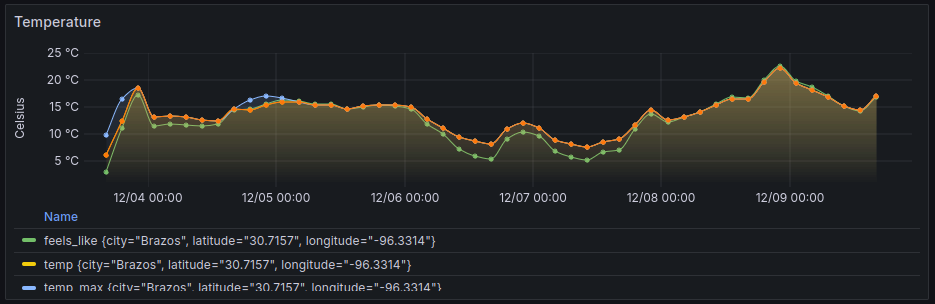 Temperature
25 °C
20 °C
15 °C
10 °C
5 °C
Celsius
12/04 00:00
12/05 00:00
12/06 00:00
12/07 00:00
12/08 00:00
12/09 00:00
Name
feels_like {city="Brazos", latitude="30.7157", longitude="-96.3314"}
temp {city="Brazos", latitude="30.7157", longitude="-96.3314"}
temp_max {city="Brazos", latitude="30.7157", longitude="-96.3314"}